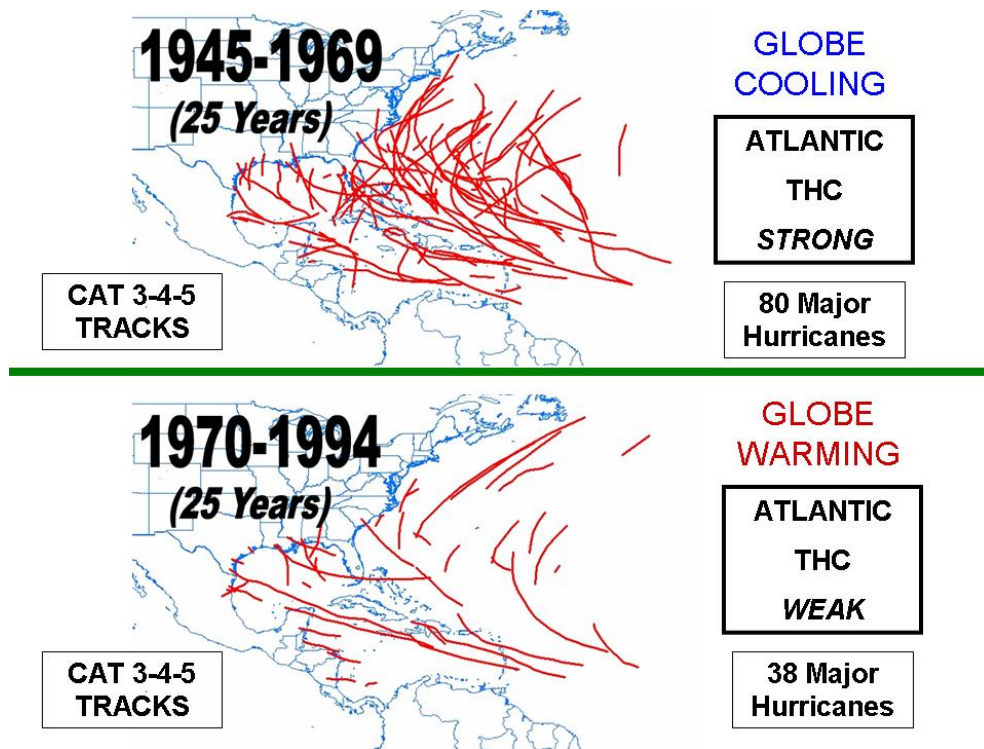 1945-1969
(25 Years)
GLOBE
COOLING
ATLANTIC
THC
STRONG
CAT 3-4-5
TRACKS
80 Major
Hurricanes
1970-1994
(25 Years)
GLOBE
WARMING
ATLANTIC
THC
WEAK
CAT 3-4-5
TRACKS
38 Major
Hurricanes